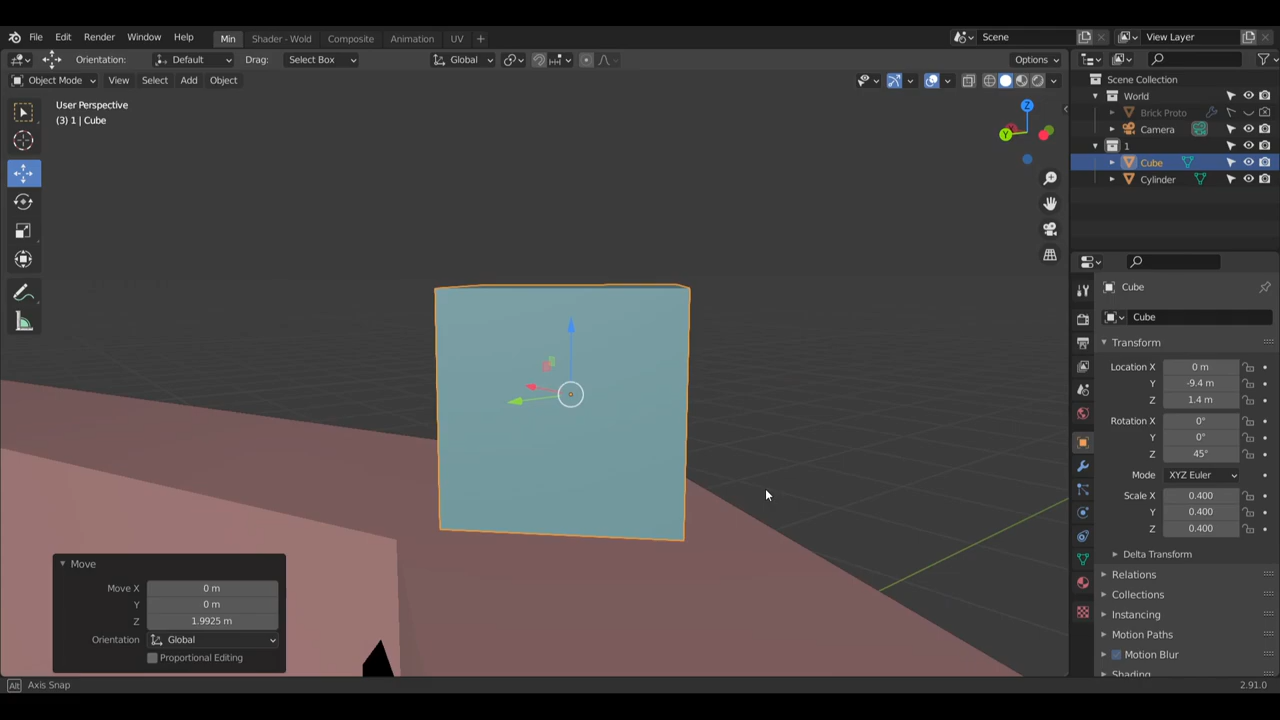 File Edit Render Window Help Min Shader - Wold Composite Animation UV + Scene View Layer
Orientation: Default Drag: Select Box Global Options
Object Mode View Select Add Object
User Perspective
(3) 1 | Cube
Z
Y
Scene Collection
World
Brick Proto
Camera
1
Cube
Cylinder
Cube
Cube
Transform
Location X 0 m
Y -9.4 m
Z 1.4 m
Rotation X 0°
Y 0°
Z 45°
Mode XYZ Euler
Scale X 0.400
Y 0.400
Z 0.400
Delta Transform
Relations
Collections
Instancing
Motion Paths
Motion Blur
Shading
Move
Move X 0 m
Y 0 m
Z 1.9925 m
Orientation Global
Proportional Editing
Alt Axis Snap
2.91.0